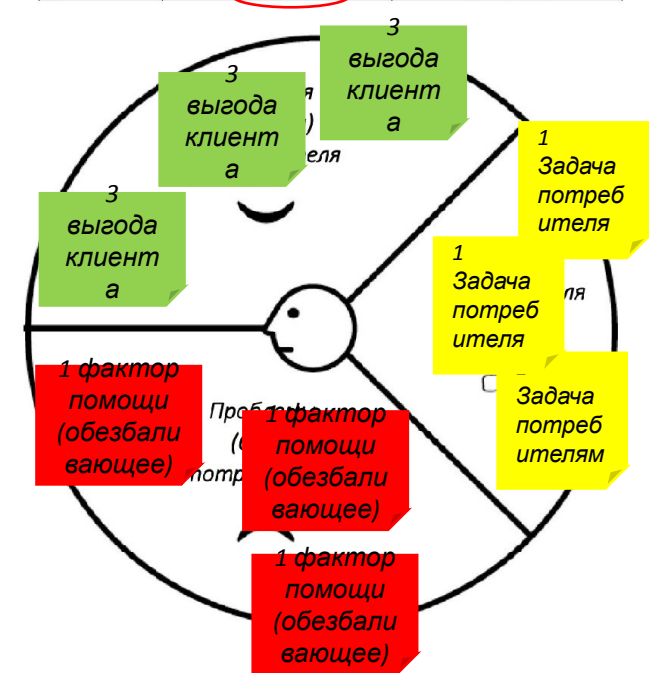 3
выгода
клиент
а
3
выгода
клиент
а
3
выгода
клиент
а
1
Задача
потреб
ителя
1
Задача
потреб
ителя
Задача
потреб
ителям
1 фактор
помощи
(обезбали
вающее)
1 фактор
помощи
(обезбали
вающее)
1 фактор
помощи
(обезбали
вающее)